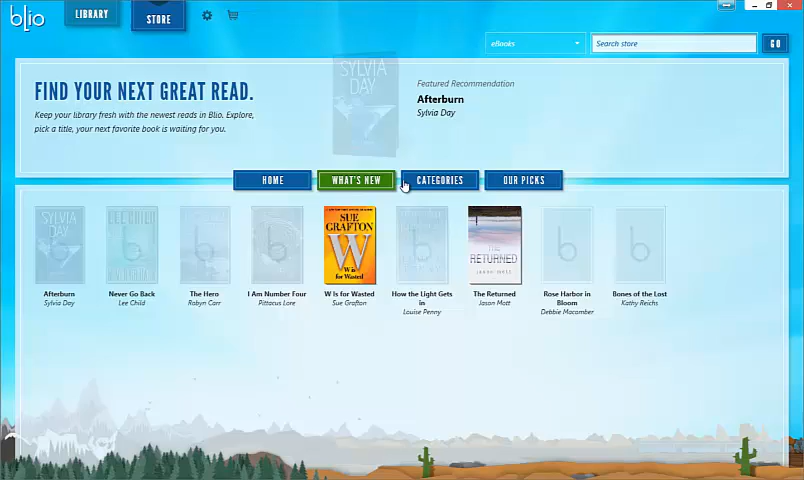 blio
LIBRARY
STORE
eBooks
Search store
GO
FIND YOUR NEXT GREAT READ.
Keep your library fresh with the newest reads in Blio. Explore,
pick a title, your next favorite book is waiting for you.
SYLVIA
DAY
Featured Recommendation
Afterburn
Sylvia Day
HOME
WHAT'S NEW
CATEGORIES
OUR PICKS
SYLVIA
DAY
b
LEE CHILD
b
b
b
SUE
GRAFTON
W
W is
for Wasted
b
THE
RETURNED
JASON MOTT
b
b
Afterburn
Sylvia Day
Never Go Back
Lee Child
The Hero
Robyn Carr
I Am Number Four
Pittacus Lore
W Is for Wasted
Sue Grafton
How the Light Gets
in
Louise Penny
The Returned
Jason Mott
Rose Harbor in
Bloom
Debbie Macomber
Bones of the Lost
Kathy Reichs